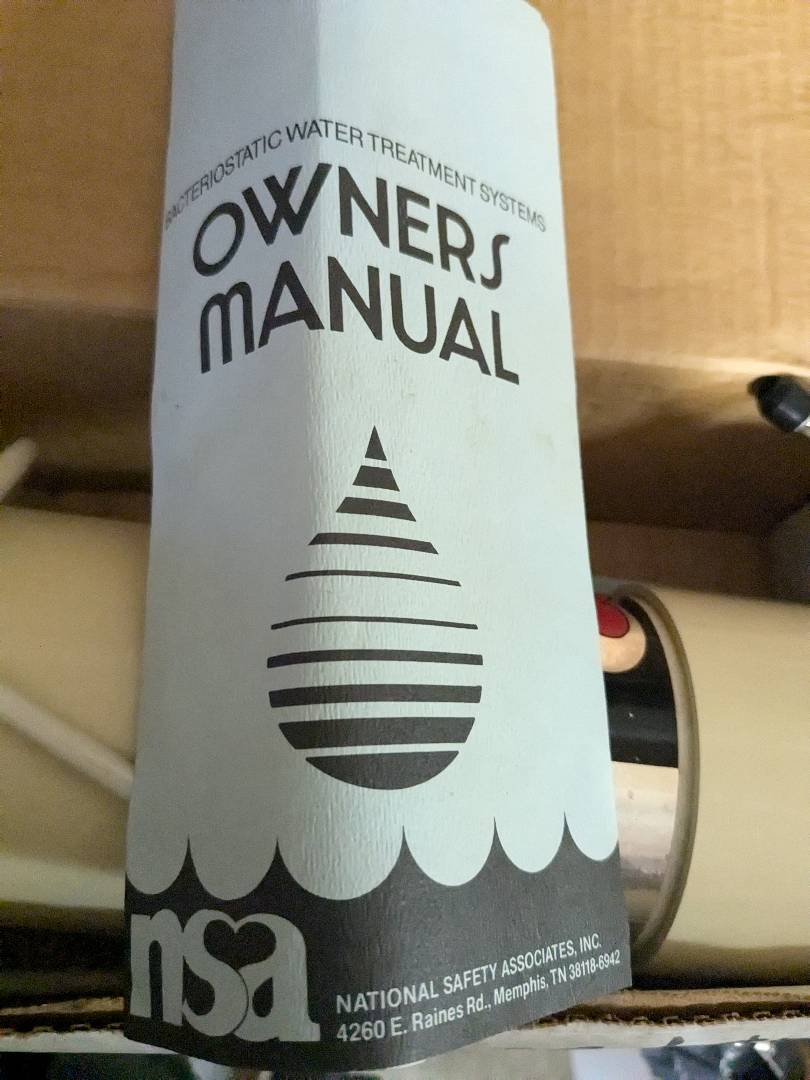 BACTERIOSTATIC WATER TREATMENT SYSTEMS
OWNERS
MANUAL
nsa
NATIONAL SAFETY ASSOCIATES, INC.
4260 E. Raines Rd., Memphis, TN 38118-6942